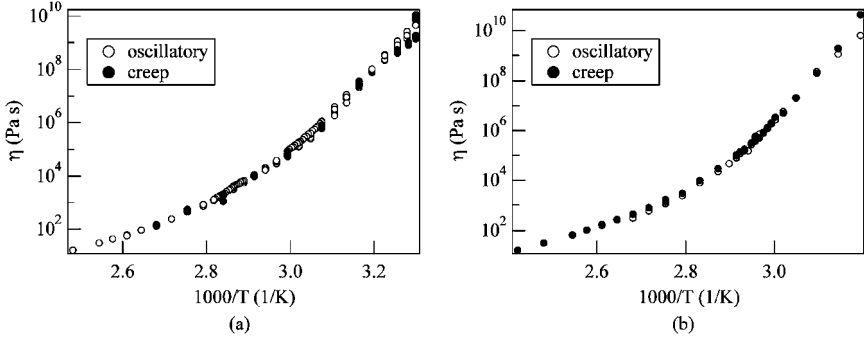 10^10
10^8
10^6
10^4
10^2
η (Pa s)
oscillatory
creep
2.6 2.8 3.0 3.2
1000/T (1/K)
(a)
10^10
10^8
10^6
10^4
10^2
η (Pa s)
oscillatory
creep
2.6 2.8 3.0
1000/T (1/K)
(b)